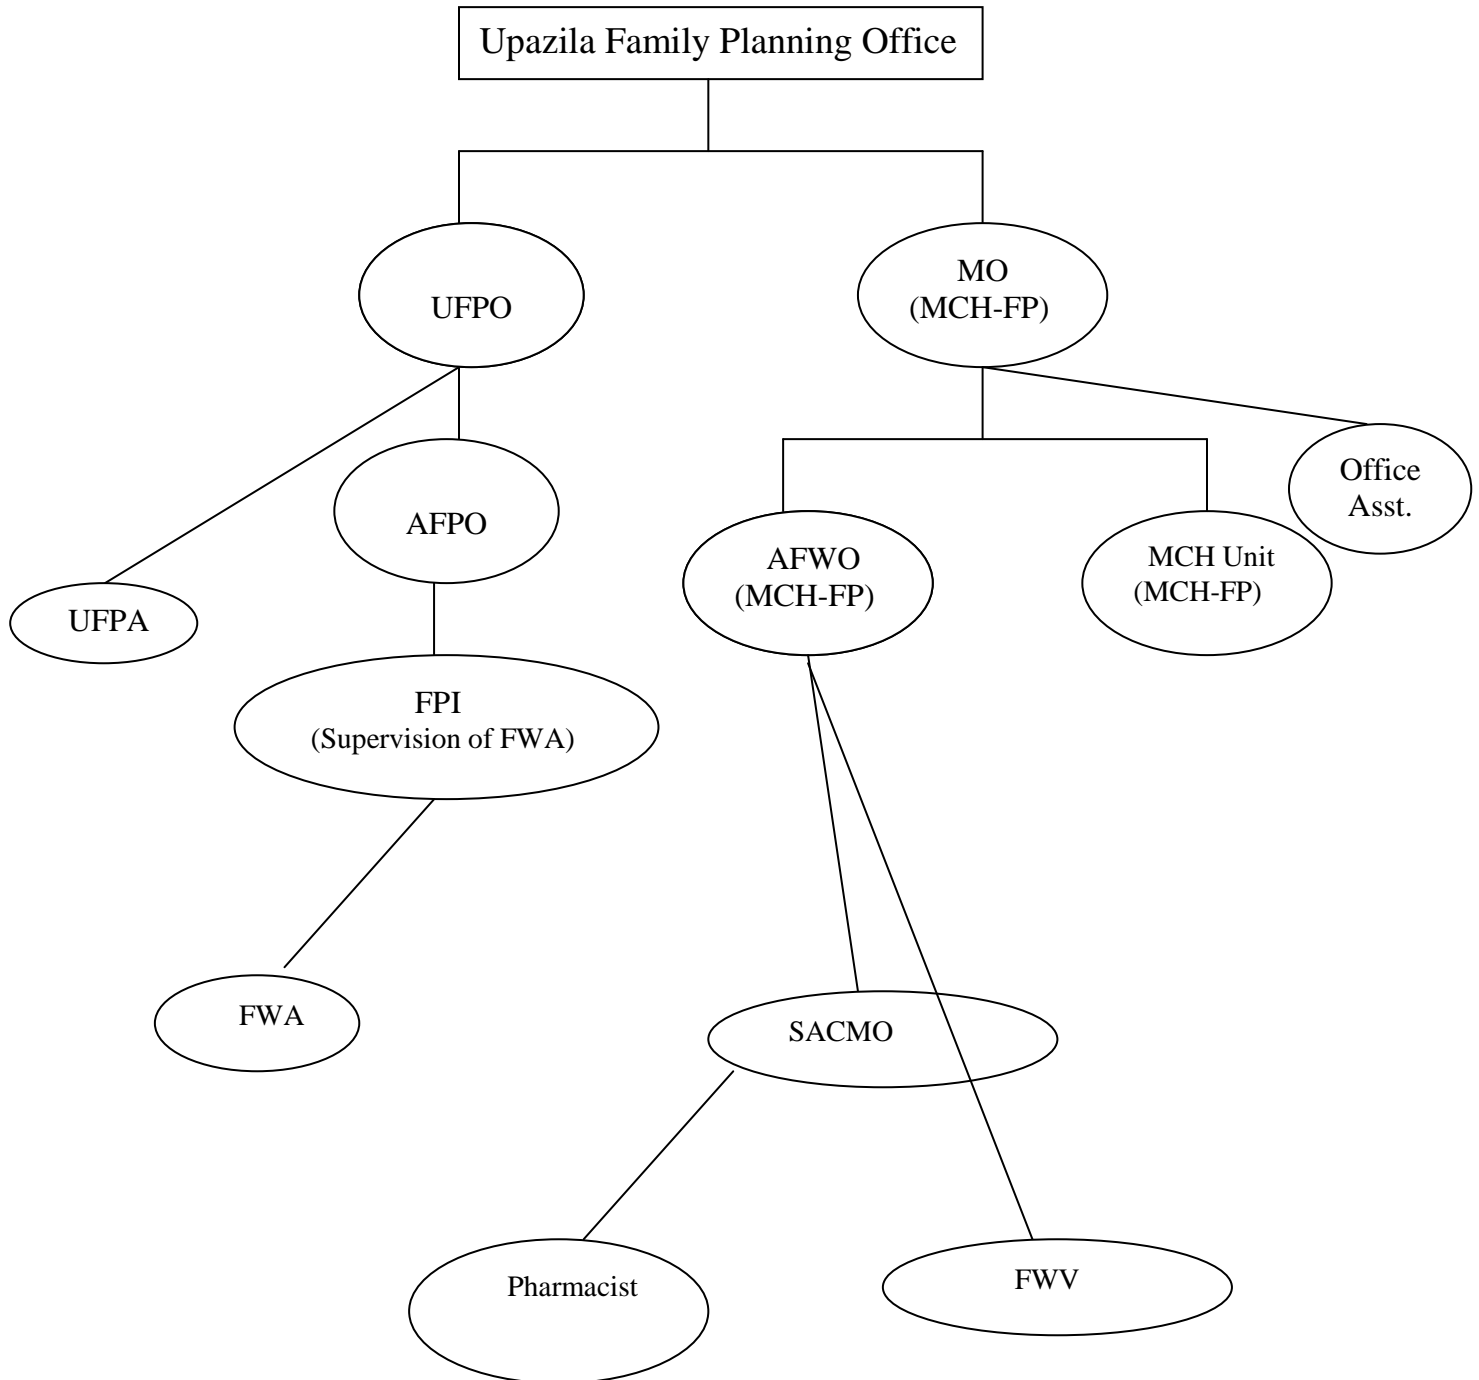 Upazila Family Planning Office
UFPO
MO
(MCH-FP)
AFPO
UFPA
AFWO
(MCH-FP)
MCH Unit
(MCH-FP)
Office
Asst.
FPI
(Supervision of FWA)
FWA
SACMO
Pharmacist
FWV